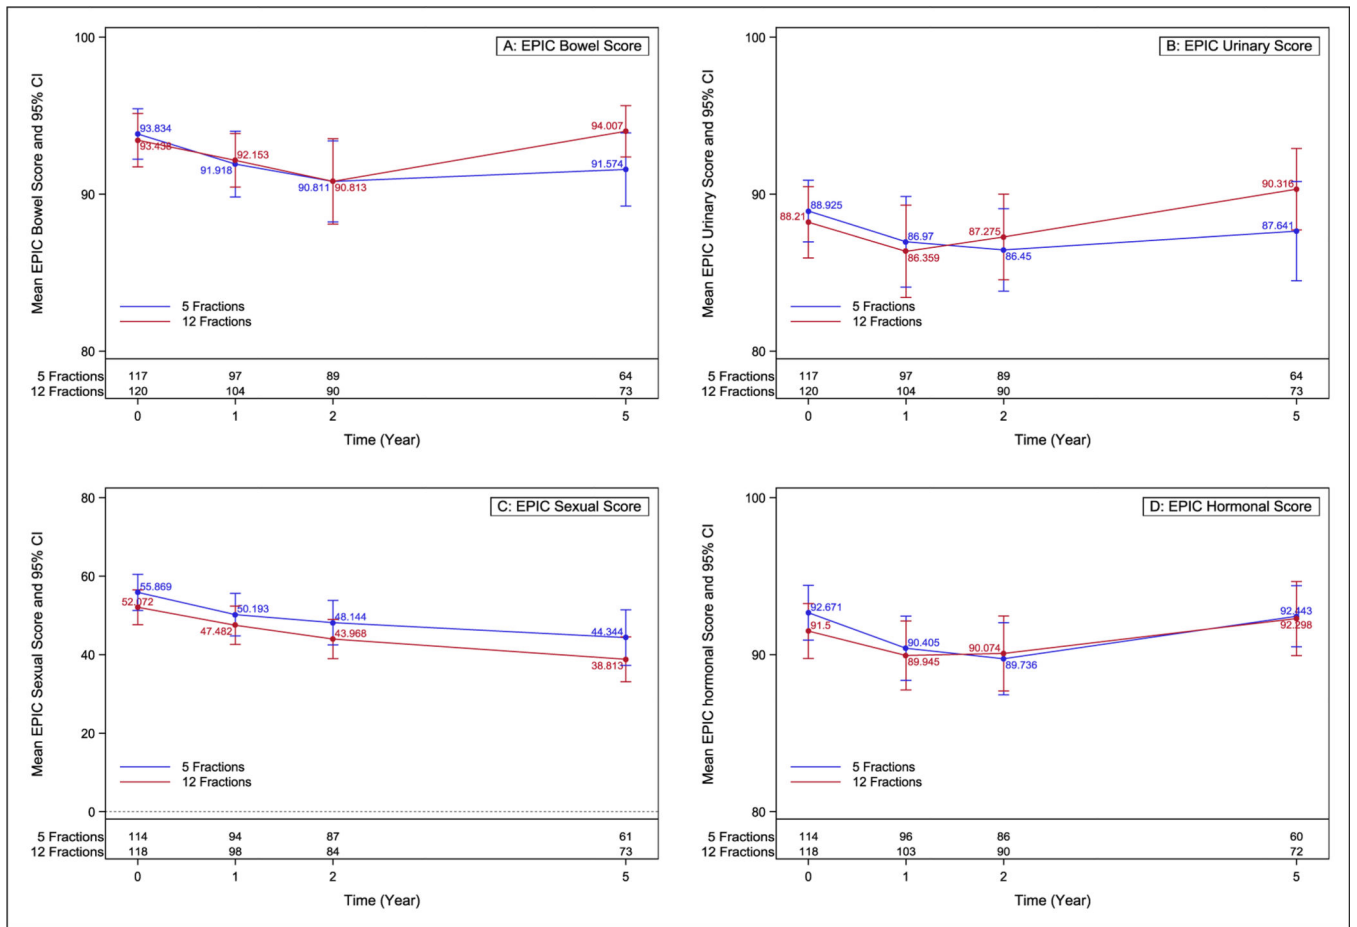 A: EPIC Bowel Score
Mean EPIC Bowel Score and 95% CI
100
90
80
93.834
93.438
91.918
92.153
90.811
90.813
94.007
91.574
5 Fractions
12 Fractions
5 Fractions 117 97 89 64
12 Fractions 120 104 90 73
0 1 2 5
Time (Year)
B: EPIC Urinary Score
Mean EPIC Urinary Score and 95% CI
100
90
80
88.925
88.21
86.97
86.359
87.275
86.45
90.316
87.641
5 Fractions
12 Fractions
5 Fractions 117 97 89 64
12 Fractions 120 104 90 73
0 1 2 5
Time (Year)
C: EPIC Sexual Score
Mean EPIC Sexual Score and 95% CI
80
60
40
20
0
55.869
52.072
50.193
47.482
48.144
43.968
44.344
38.813
5 Fractions
12 Fractions
5 Fractions 114 94 87 61
12 Fractions 118 98 84 73
0 1 2 5
Time (Year)
D: EPIC Hormonal Score
Mean EPIC hormonal Score and 95% CI
100
90
80
92.671
91.5
90.405
89.945
90.074
89.736
92.443
92.298
5 Fractions
12 Fractions
5 Fractions 114 96 86 60
12 Fractions 118 103 90 72
0 1 2 5
Time (Year)